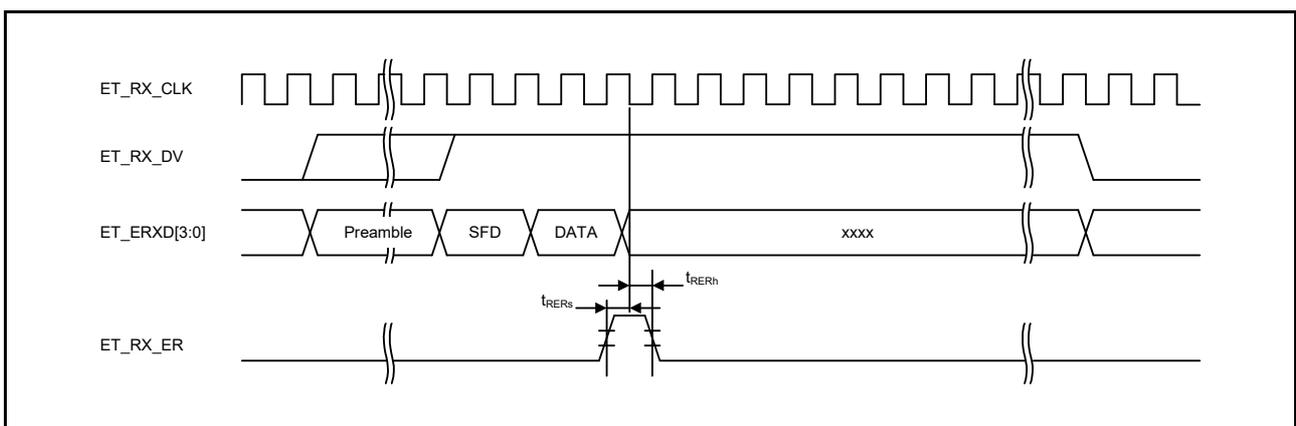 ET_RX_CLK
ET_RX_DV
ET_ERXD[3:0]
Preamble
SFD
DATA
xxxx
tRERh
tRERs
ET_RX_ER